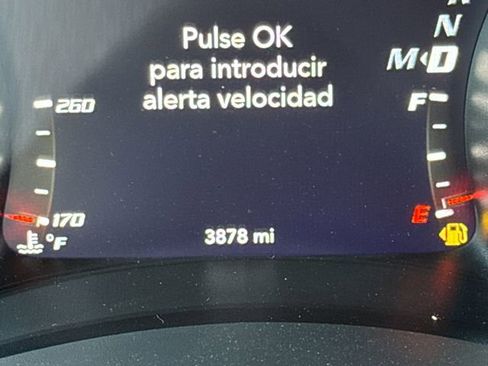 Pulse OK
para introducir
alerta velocidad
N
M D
260
F
170
°F
E
3878 mi